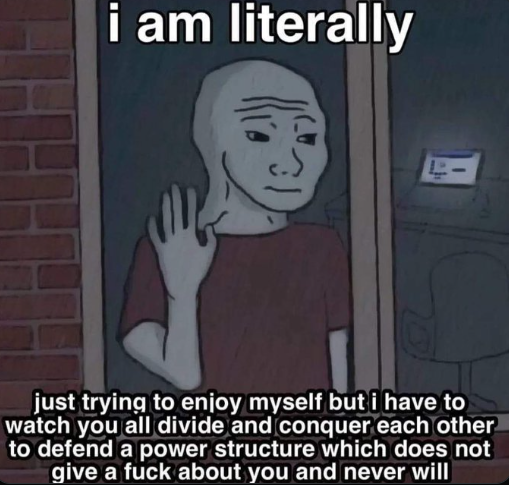 i am literally
just trying to enjoy myself but i have to
watch you all divide and conquer each other
to defend a power structure which does not
give a fuck about you and never will